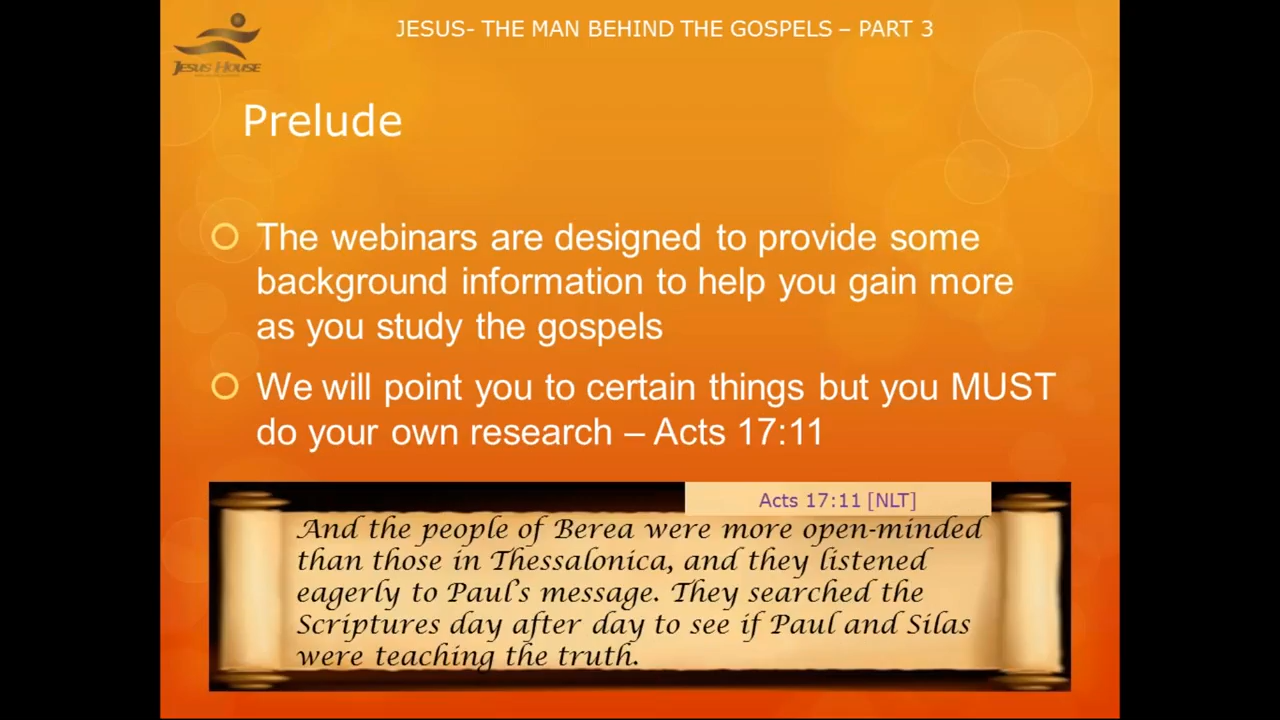 JESUS- THE MAN BEHIND THE GOSPELS – PART 3
JESUS HOUSE
Prelude
The webinars are designed to provide some
background information to help you gain more
as you study the gospels
We will point you to certain things but you MUST
do your own research – Acts 17:11
Acts 17:11 [NLT]
And the people of Berea were more open-minded
than those in Thessalonica, and they listened
eagerly to Paul's message. They searched the
Scriptures day after day to see if Paul and Silas
were teaching the truth.